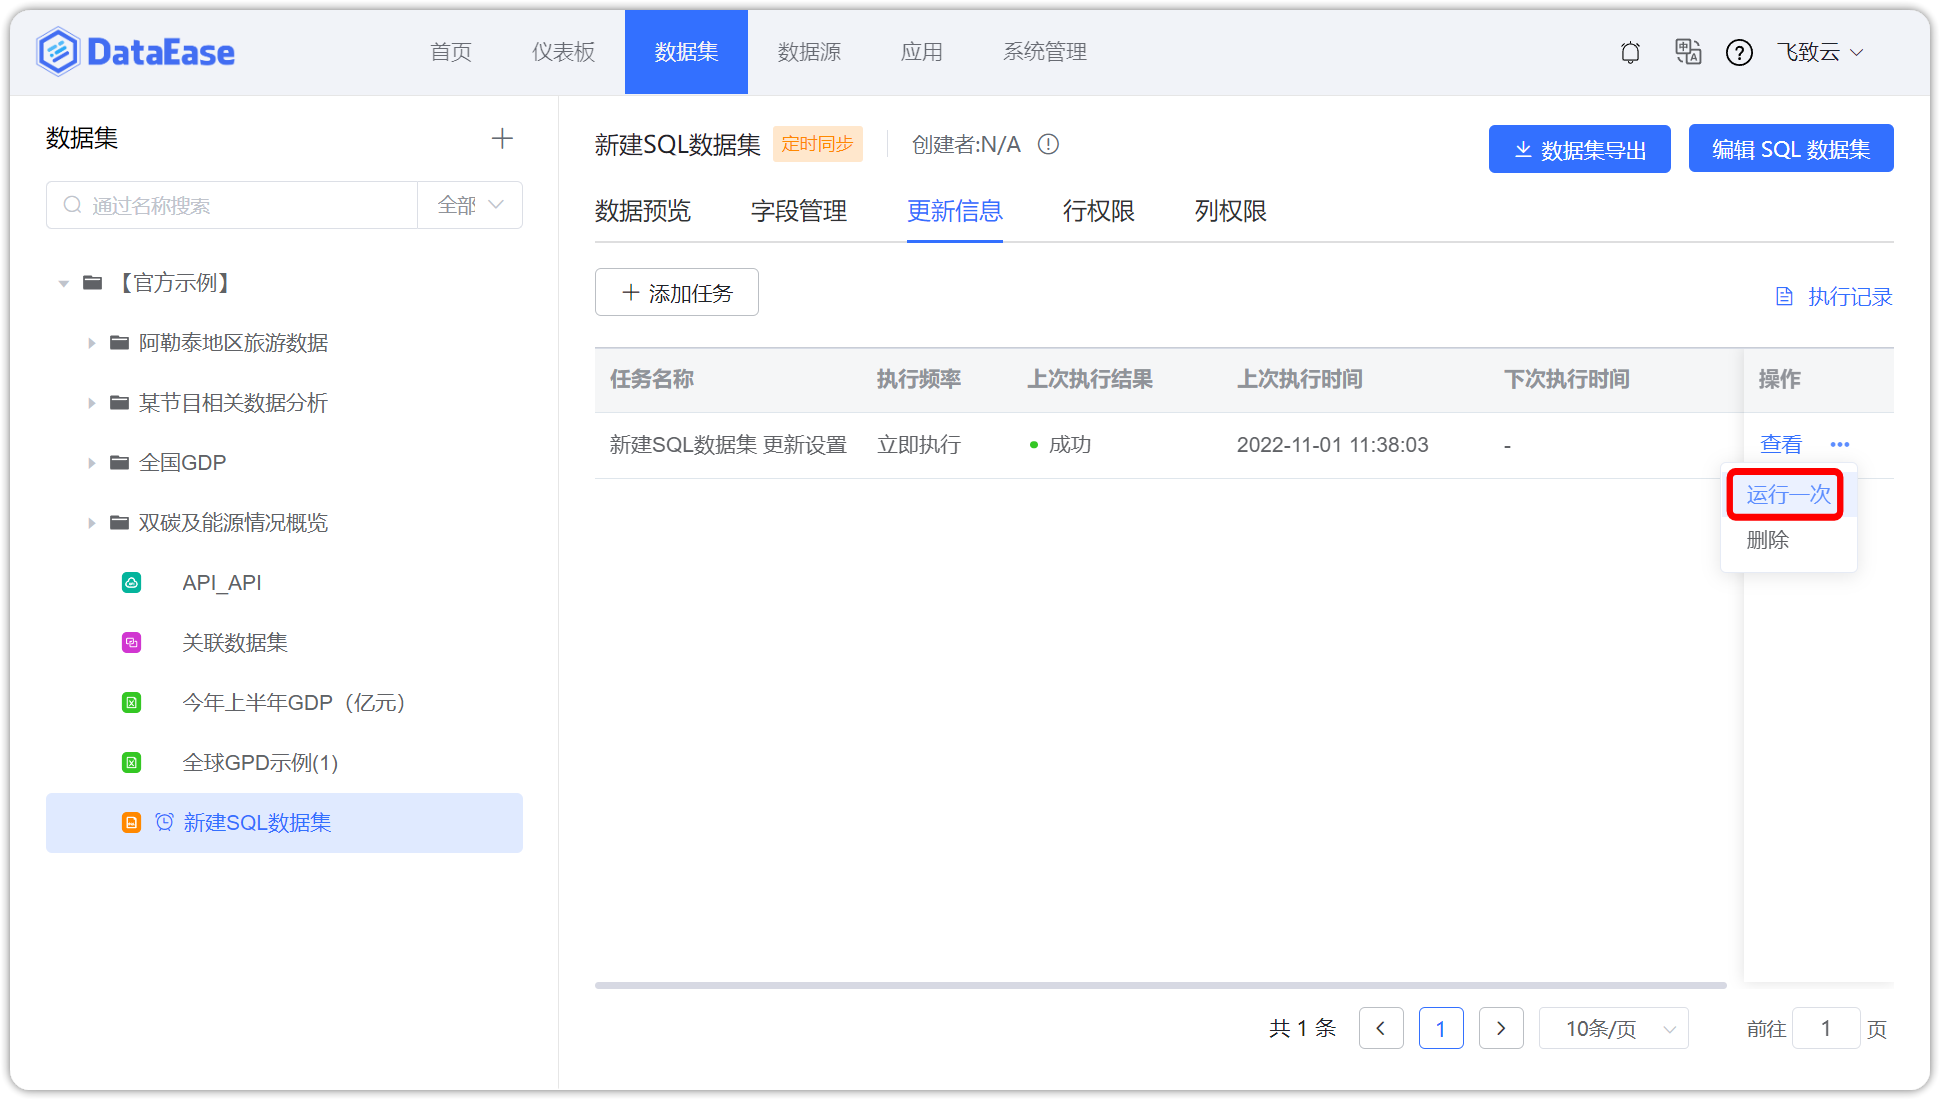 DataEase
首页 仪表板 数据集 数据源 应用 系统管理 飞致云
数据集
通过名称搜索 全部
【官方示例】
阿勒泰地区旅游数据
某节目相关数据分析
全国GDP
双碳及能源情况概览
API_API
关联数据集
今年上半年GDP（亿元）
全球GPD示例(1)
新建SQL数据集
新建SQL数据集 定时同步 创建者:N/A 数据集导出 编辑 SQL 数据集
数据预览 字段管理 更新信息 行权限 列权限
添加任务 执行记录
任务名称 执行频率 上次执行结果 上次执行时间 下次执行时间 操作
新建SQL数据集 更新设置 立即执行 成功 2022-11-01 11:38:03 - 查看
运行一次
删除
共 1 条 1 10条/页 前往 1 页